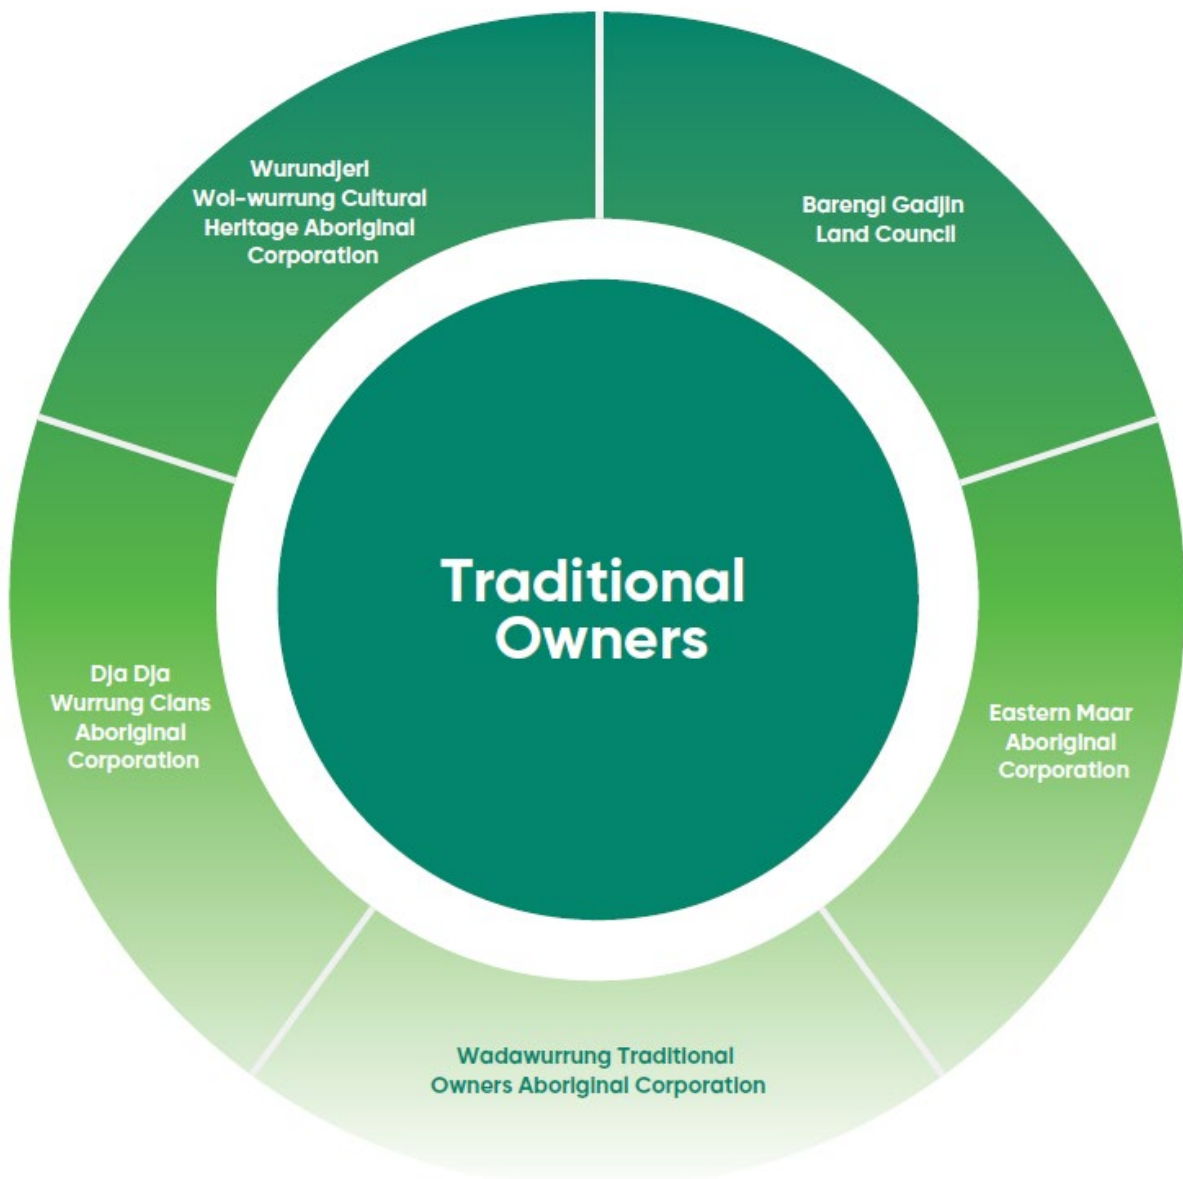 Wurundjeri
Woi-wurrung Cultural
Heritage Aboriginal
Corporation
Barengi Gadjin
Land Council
Traditional
Owners
Dja Dja
Wurrung Clans
Aboriginal
Corporation
Eastern Maar
Aboriginal
Corporation
Wadawurrung Traditional
Owners Aboriginal Corporation